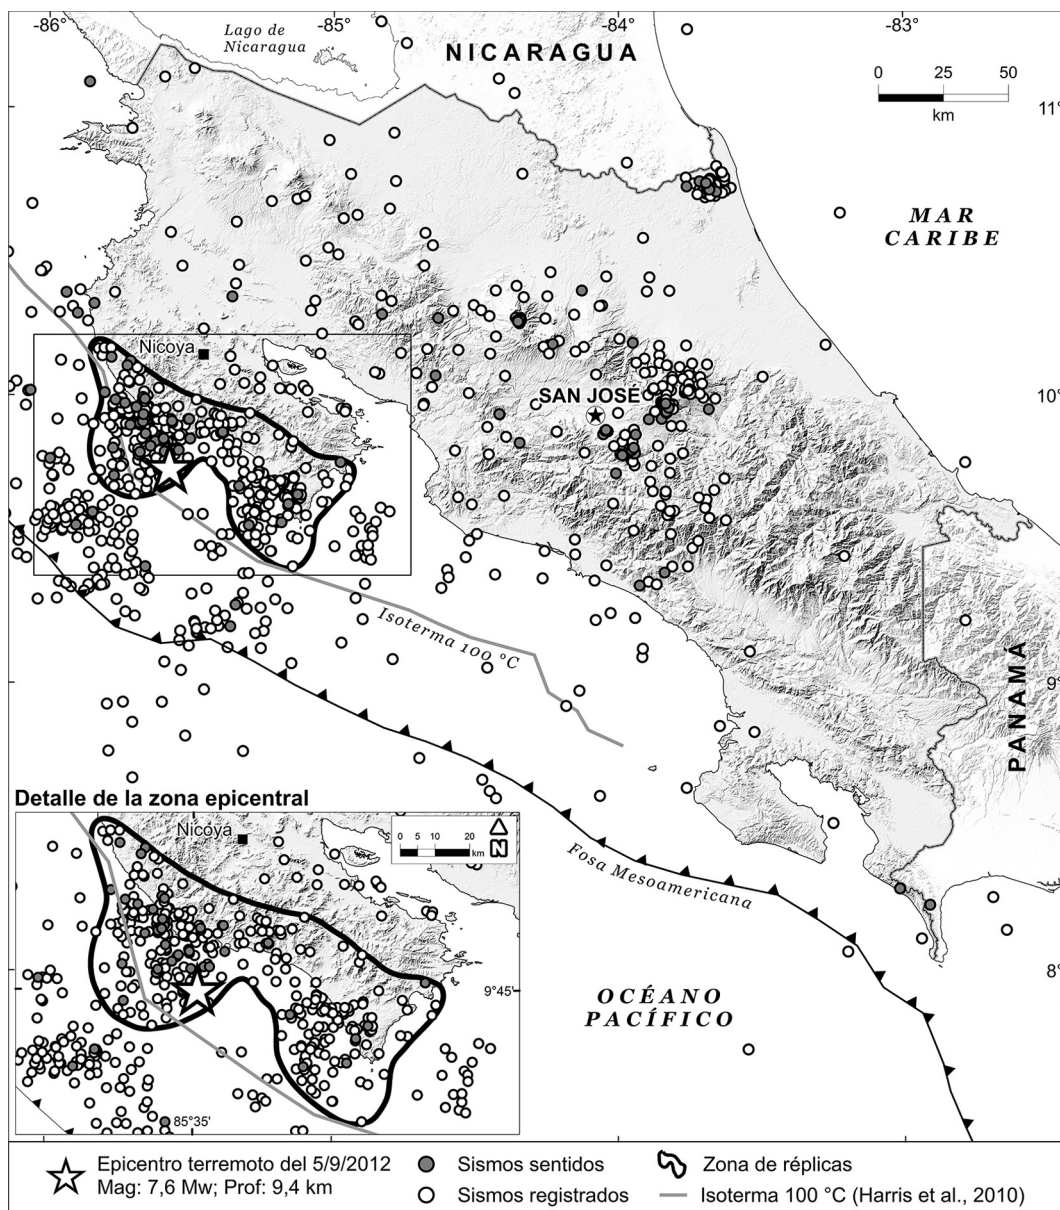 -86°
-85°
-84°
-83°
Lago de
Nicaragua
NICARAGUA
0 25 50
km
11°
MAR
CARIBE
Nicoya
SAN JOSÉ
10°
Isoterma 100 °C
PANAMÁ
9°
Detalle de la zona epicentral
Nicoya
0 5 10 20
km
N
Fosa Mesoamericana
8°
9°45'
OCÉANO
PACÍFICO
85°35'
Epicentro terremoto del 5/9/2012
Mag: 7,6 Mw; Prof: 9,4 km
Sismos sentidos
Sismos registrados
Zona de réplicas
Isoterma 100 °C (Harris et al., 2010)